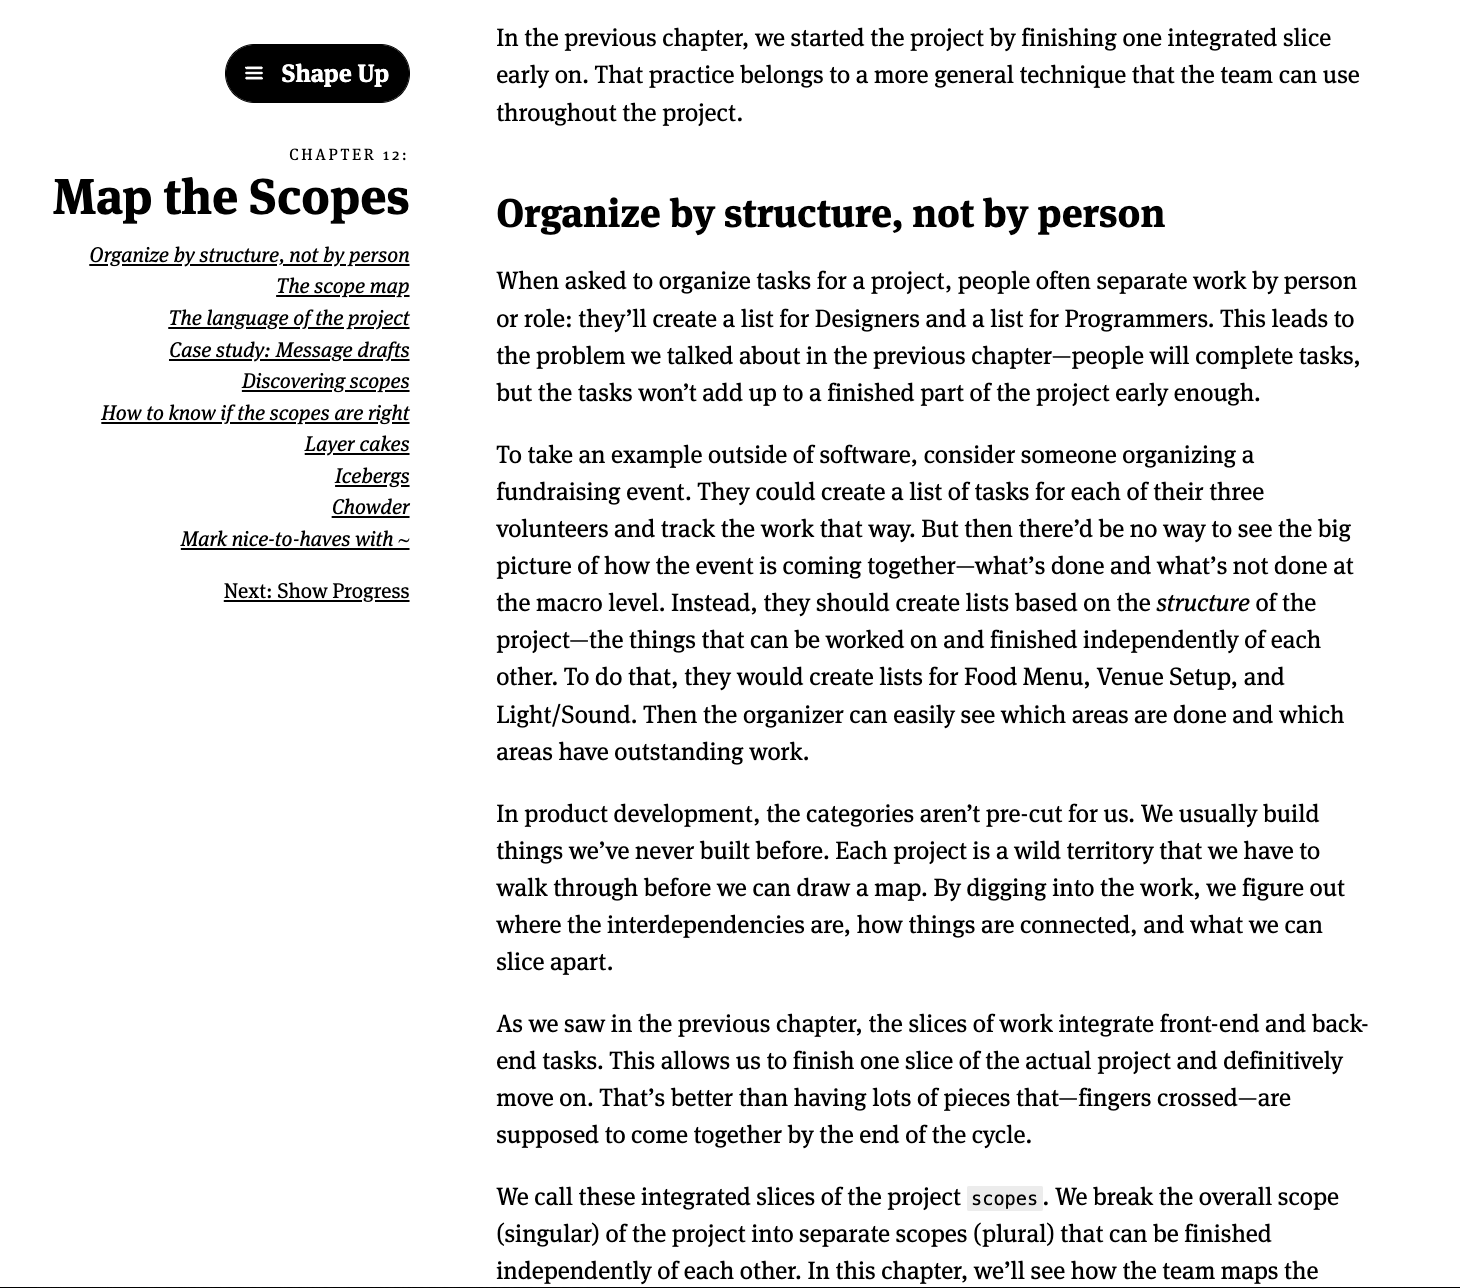 Shape Up
CHAPTER 12:
Map the Scopes
Organize by structure, not by person
The scope map
The language of the project
Case study: Message drafts
Discovering scopes
How to know if the scopes are right
Layer cakes
Icebergs
Chowder
Mark nice-to-haves with ~
Next: Show Progress
In the previous chapter, we started the project by finishing one integrated slice
early on. That practice belongs to a more general technique that the team can use
throughout the project.
Organize by structure, not by person
When asked to organize tasks for a project, people often separate work by person
or role: they’ll create a list for Designers and a list for Programmers. This leads to
the problem we talked about in the previous chapter—people will complete tasks,
but the tasks won’t add up to a finished part of the project early enough.
To take an example outside of software, consider someone organizing a
fundraising event. They could create a list of tasks for each of their three
volunteers and track the work that way. But then there’d be no way to see the big
picture of how the event is coming together—what’s done and what’s not done at
the macro level. Instead, they should create lists based on the structure of the
project—the things that can be worked on and finished independently of each
other. To do that, they would create lists for Food Menu, Venue Setup, and
Light/Sound. Then the organizer can easily see which areas are done and which
areas have outstanding work.
In product development, the categories aren’t pre-cut for us. We usually build
things we’ve never built before. Each project is a wild territory that we have to
walk through before we can draw a map. By digging into the work, we figure out
where the interdependencies are, how things are connected, and what we can
slice apart.
As we saw in the previous chapter, the slices of work integrate front-end and back-
end tasks. This allows us to finish one slice of the actual project and definitively
move on. That’s better than having lots of pieces that—fingers crossed—are
supposed to come together by the end of the cycle.
We call these integrated slices of the project scopes. We break the overall scope
(singular) of the project into separate scopes (plural) that can be finished
independently of each other. In this chapter, we’ll see how the team maps the